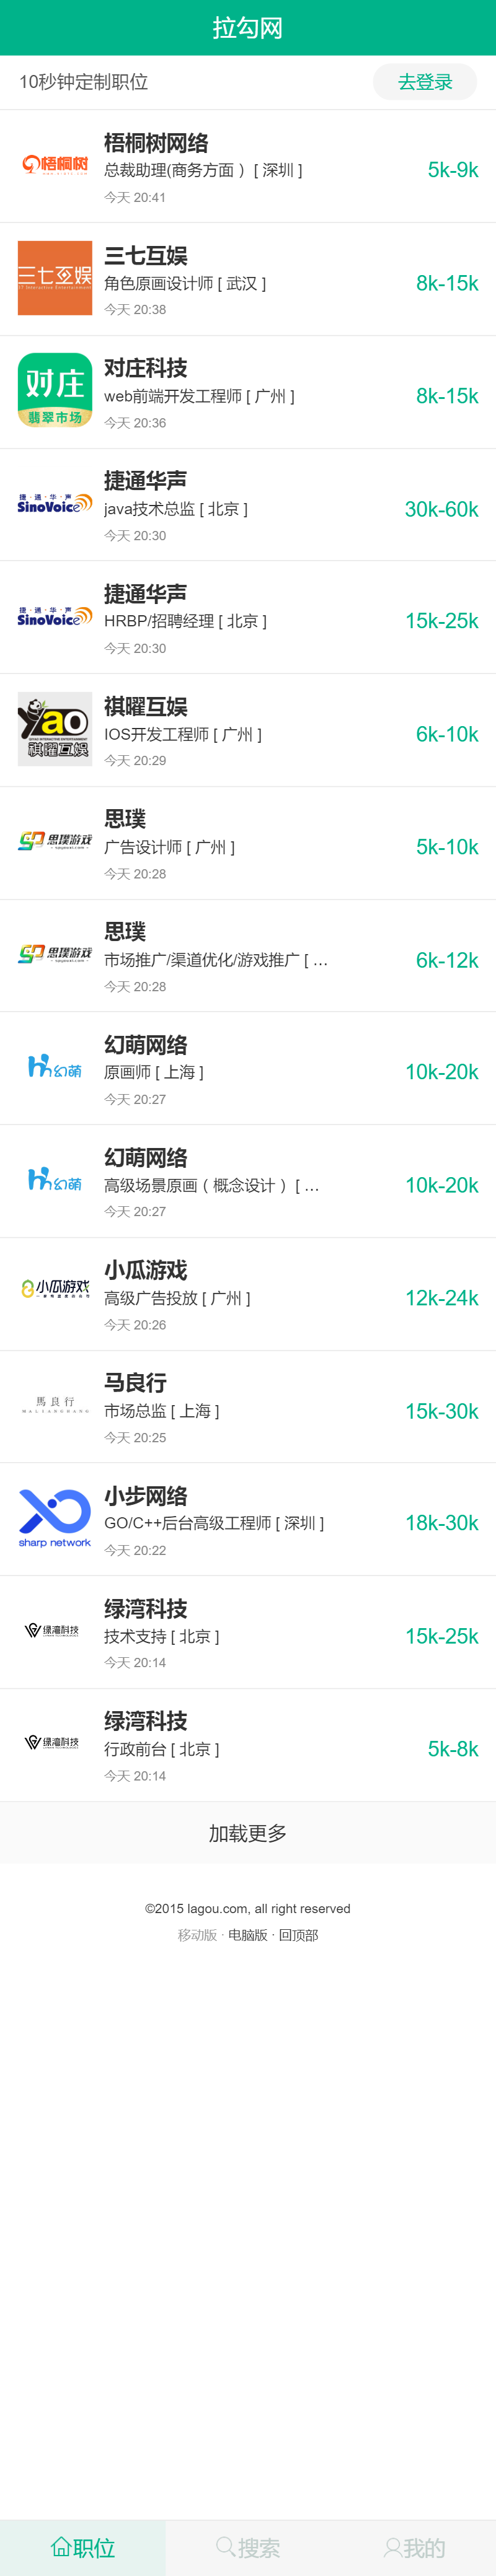 拉勾网
10秒钟定制职位
去登录
梧桐树
梧桐树网络
总裁助理(商务方面 ) [ 深圳 ]
今天 20:41
5k-9k
三七互娱
37 Interactive Entertainment
三七互娱
角色原画设计师 [ 武汉 ]
今天 20:38
8k-15k
对庄
翡翠市场
对庄科技
web前端开发工程师 [ 广州 ]
今天 20:36
8k-15k
捷·通·华·声
SinoVoice
捷通华声
java技术总监 [ 北京 ]
今天 20:30
30k-60k
捷·通·华·声
SinoVoice
捷通华声
HRBP/招聘经理 [ 北京 ]
今天 20:30
15k-25k
yao
祺曜互娱
祺曜互娱
IOS开发工程师 [ 广州 ]
今天 20:29
6k-10k
思璞游戏
思璞
广告设计师 [ 广州 ]
今天 20:28
5k-10k
思璞游戏
思璞
市场推广/渠道优化/游戏推广 [ ...
今天 20:28
6k-12k
幻萌
幻萌网络
原画师 [ 上海 ]
今天 20:27
10k-20k
幻萌
幻萌网络
高级场景原画 ( 概念设计 ) [ ...
今天 20:27
10k-20k
小瓜游戏
小瓜游戏
高级广告投放 [ 广州 ]
今天 20:26
12k-24k
馬良行
MALIANGHANG
马良行
市场总监 [ 上海 ]
今天 20:25
15k-30k
sharp network
小步网络
GO/C++后台高级工程师 [ 深圳 ]
今天 20:22
18k-30k
绿湾科技
绿湾科技
技术支持 [ 北京 ]
今天 20:14
15k-25k
绿湾科技
绿湾科技
行政前台 [ 北京 ]
今天 20:14
5k-8k
加载更多
©2015 lagou.com, all right reserved
移动版 · 电脑版 · 回顶部
职位
搜索
我的